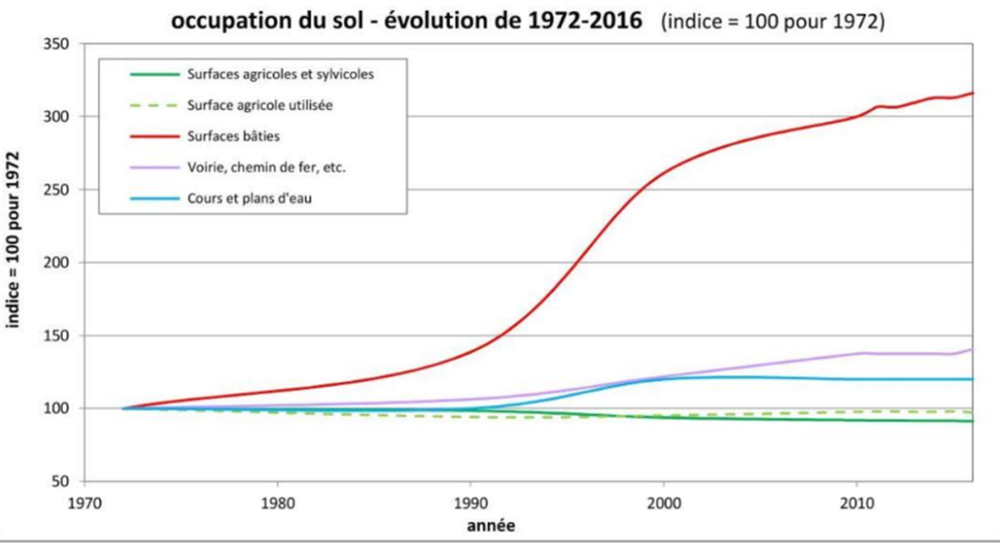 occupation du sol - évolution de 1972-2016 (indice = 100 pour 1972)
350
300
250
200
150
100
50
indice = 100 pour 1972
Surfaces agricoles et sylvicoles
Surface agricole utilisée
Surfaces bâties
Voirie, chemin de fer, etc.
Cours et plans d'eau
1970 1980 1990 2000 2010
année